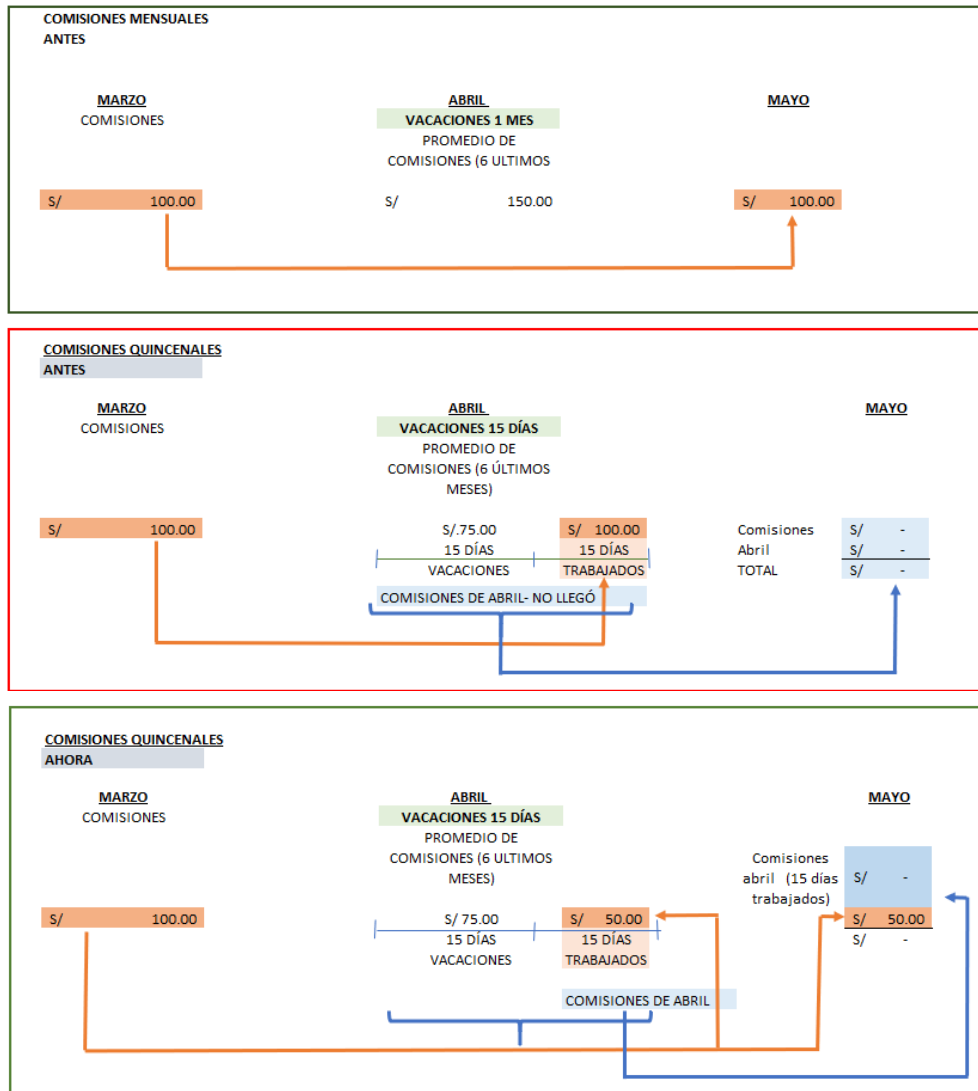 COMISIONES MENSUALES
ANTES
MARZO
COMISIONES
ABRIL
VACACIONES 1 MES
PROMEDIO DE
COMISIONES (6 ULTIMOS
MAYO
S/ 100.00
S/ 150.00
S/ 100.00
COMISIONES QUINCENALES
ANTES
MARZO
COMISIONES
ABRIL
VACACIONES 15 DÍAS
PROMEDIO DE
COMISIONES (6 ÚLTIMOS
MESES)
MAYO
S/ 100.00
S/.75.00
S/ 100.00
15 DÍAS
15 DÍAS
VACACIONES
TRABAJADOS
COMISIONES DE ABRIL- NO LLEGÓ
Comisiones S/ -
Abril S/ -
TOTAL S/ -
COMISIONES QUINCENALES
AHORA
MARZO
COMISIONES
ABRIL
VACACIONES 15 DÍAS
PROMEDIO DE
COMISIONES (6 ULTIMOS
MESES)
MAYO
Comisiones
abril (15 días
trabajados)
S/ -
S/ 100.00
S/ 75.00
S/ 50.00
S/ 50.00
15 DÍAS
15 DÍAS
S/ -
VACACIONES
TRABAJADOS
COMISIONES DE ABRIL